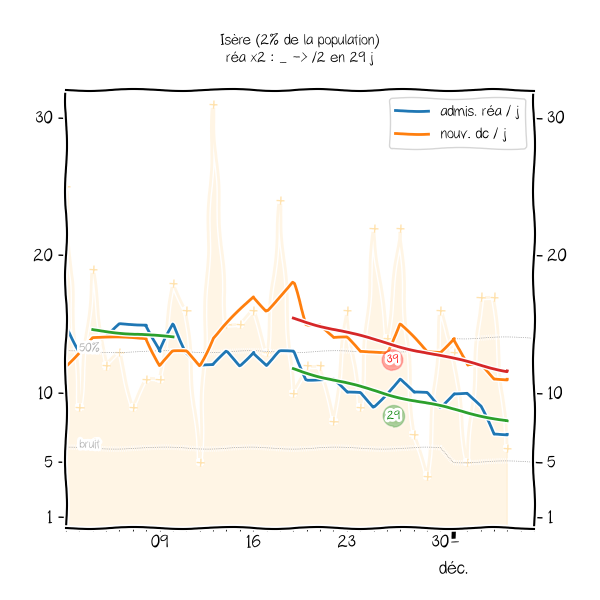 Isère (2% de la population)
réa x2 : _ -> /2 en 29 j
admis. réa / j
nouv. dc / j
30
30
20
20
50%
39
10
10
29
bruit
5
5
1
1
09
16
23
30
déc.